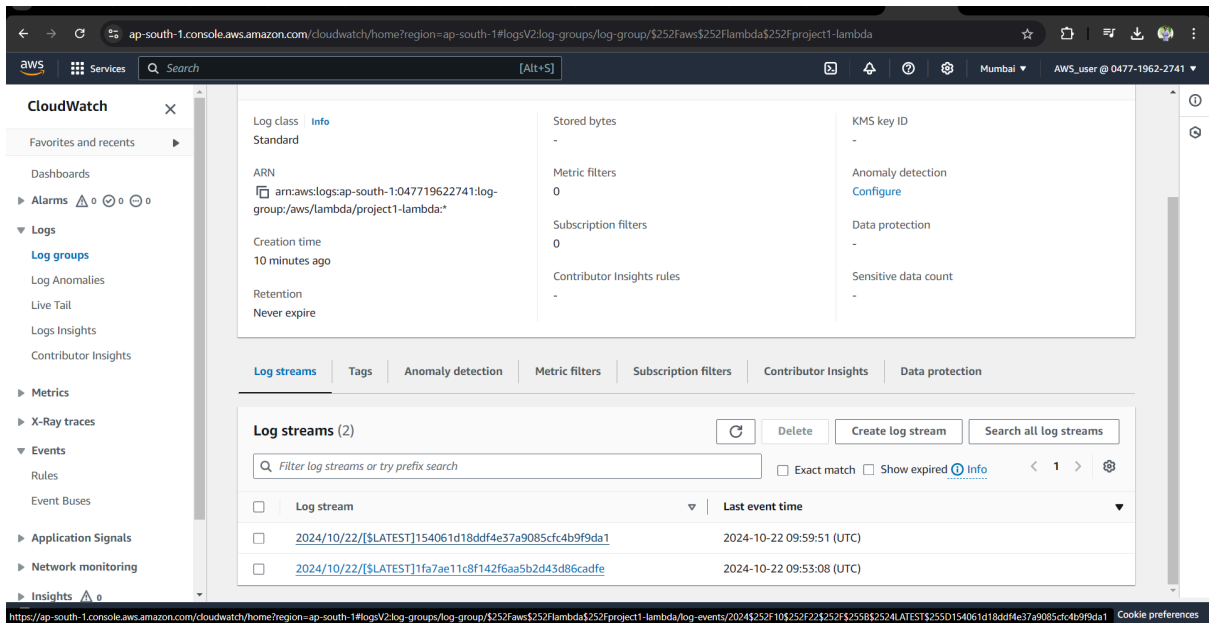 ap-south-1.console.aws.amazon.com/cloudwatch/home?region=ap-south-1#logsV2:log-groups/log-group/$252Faws$252Flambda$252Fproject1-lambda
aws Services Search [Alt+S] Mumbai ▼ AWS_user @ 0477-1962-2741 ▼
CloudWatch
Favorites and recents
Dashboards
Alarms 0 0 0
Logs
Log groups
Log Anomalies
Live Tail
Logs Insights
Contributor Insights
Metrics
X-Ray traces
Events
Rules
Event Buses
Application Signals
Network monitoring
Insights 0
Log class Info
Standard
ARN
arn:aws:logs:ap-south-1:047719622741:log-
group:/aws/lambda/project1-lambda:*
Creation time
10 minutes ago
Retention
Never expire
Stored bytes
-
Metric filters
0
Subscription filters
0
Contributor Insights rules
-
KMS key ID
-
Anomaly detection
Configure
Data protection
-
Sensitive data count
-
Log streams Tags Anomaly detection Metric filters Subscription filters Contributor Insights Data protection
Log streams (2) Delete Create log stream Search all log streams
Filter log streams or try prefix search Exact match Show expired Info 1
Log stream Last event time
2024/10/22/[$LATEST]154061d18ddf4e37a9085cfc4b9f9da1 2024-10-22 09:59:51 (UTC)
2024/10/22/[$LATEST]1fa7ae11c8f142f6aa5b2d43d86cadfe 2024-10-22 09:53:08 (UTC)
https://ap-south-1.console.aws.amazon.com/cloudwatch/home?region=ap-south-1#logsV2:log-groups/log-group/$252Faws$252Flambda$252Fproject1-lambda/log-events/2024$252F10$252F22$252F$255B$2524LATEST$255D154061d18ddf4e37a9085cfc4b9f9da1 Cookie preferences